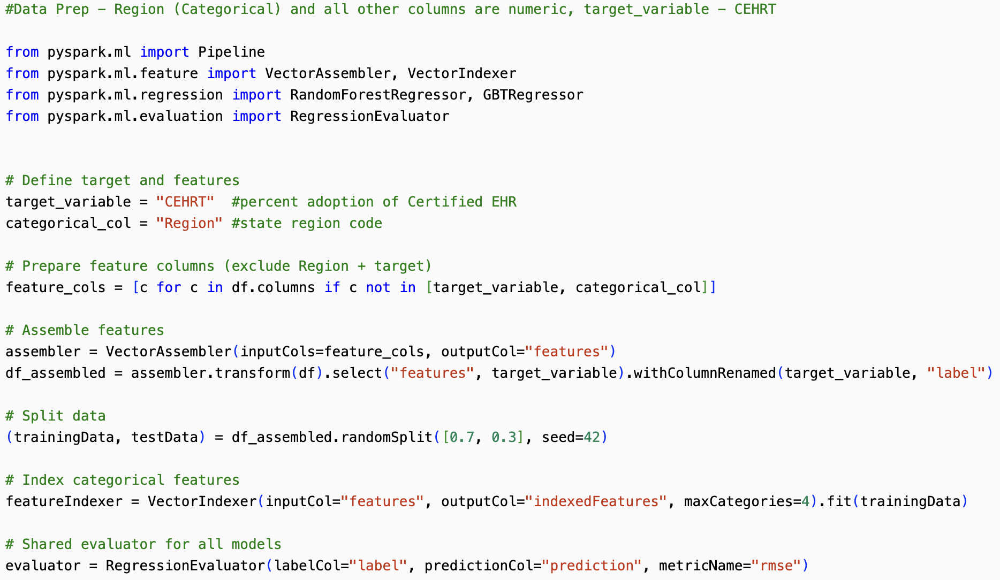 #Data Prep – Region (Categorical) and all other columns are numeric, target_variable – CEHRT
from pyspark.ml import Pipeline
from pyspark.ml.feature import VectorAssembler, VectorIndexer
from pyspark.ml.regression import RandomForestRegressor, GBTRegressor
from pyspark.ml.evaluation import RegressionEvaluator
# Define target and features
target_variable = "CEHRT"  #percent adoption of Certified EHR
categorical_col = "Region" #state region code
# Prepare feature columns (exclude Region + target)
feature_cols = [c for c in df.columns if c not in [target_variable, categorical_col]]
# Assemble features
assembler = VectorAssembler(inputCols=feature_cols, outputCol="features")
df_assembled = assembler.transform(df).select("features", target_variable).withColumnRenamed(target_variable, "label")
# Split data
(trainingData, testData) = df_assembled.randomSplit([0.7, 0.3], seed=42)
# Index categorical features
featureIndexer = VectorIndexer(inputCol="features", outputCol="indexedFeatures", maxCategories=4).fit(trainingData)
# Shared evaluator for all models
evaluator = RegressionEvaluator(labelCol="label", predictionCol="prediction", metricName="rmse")